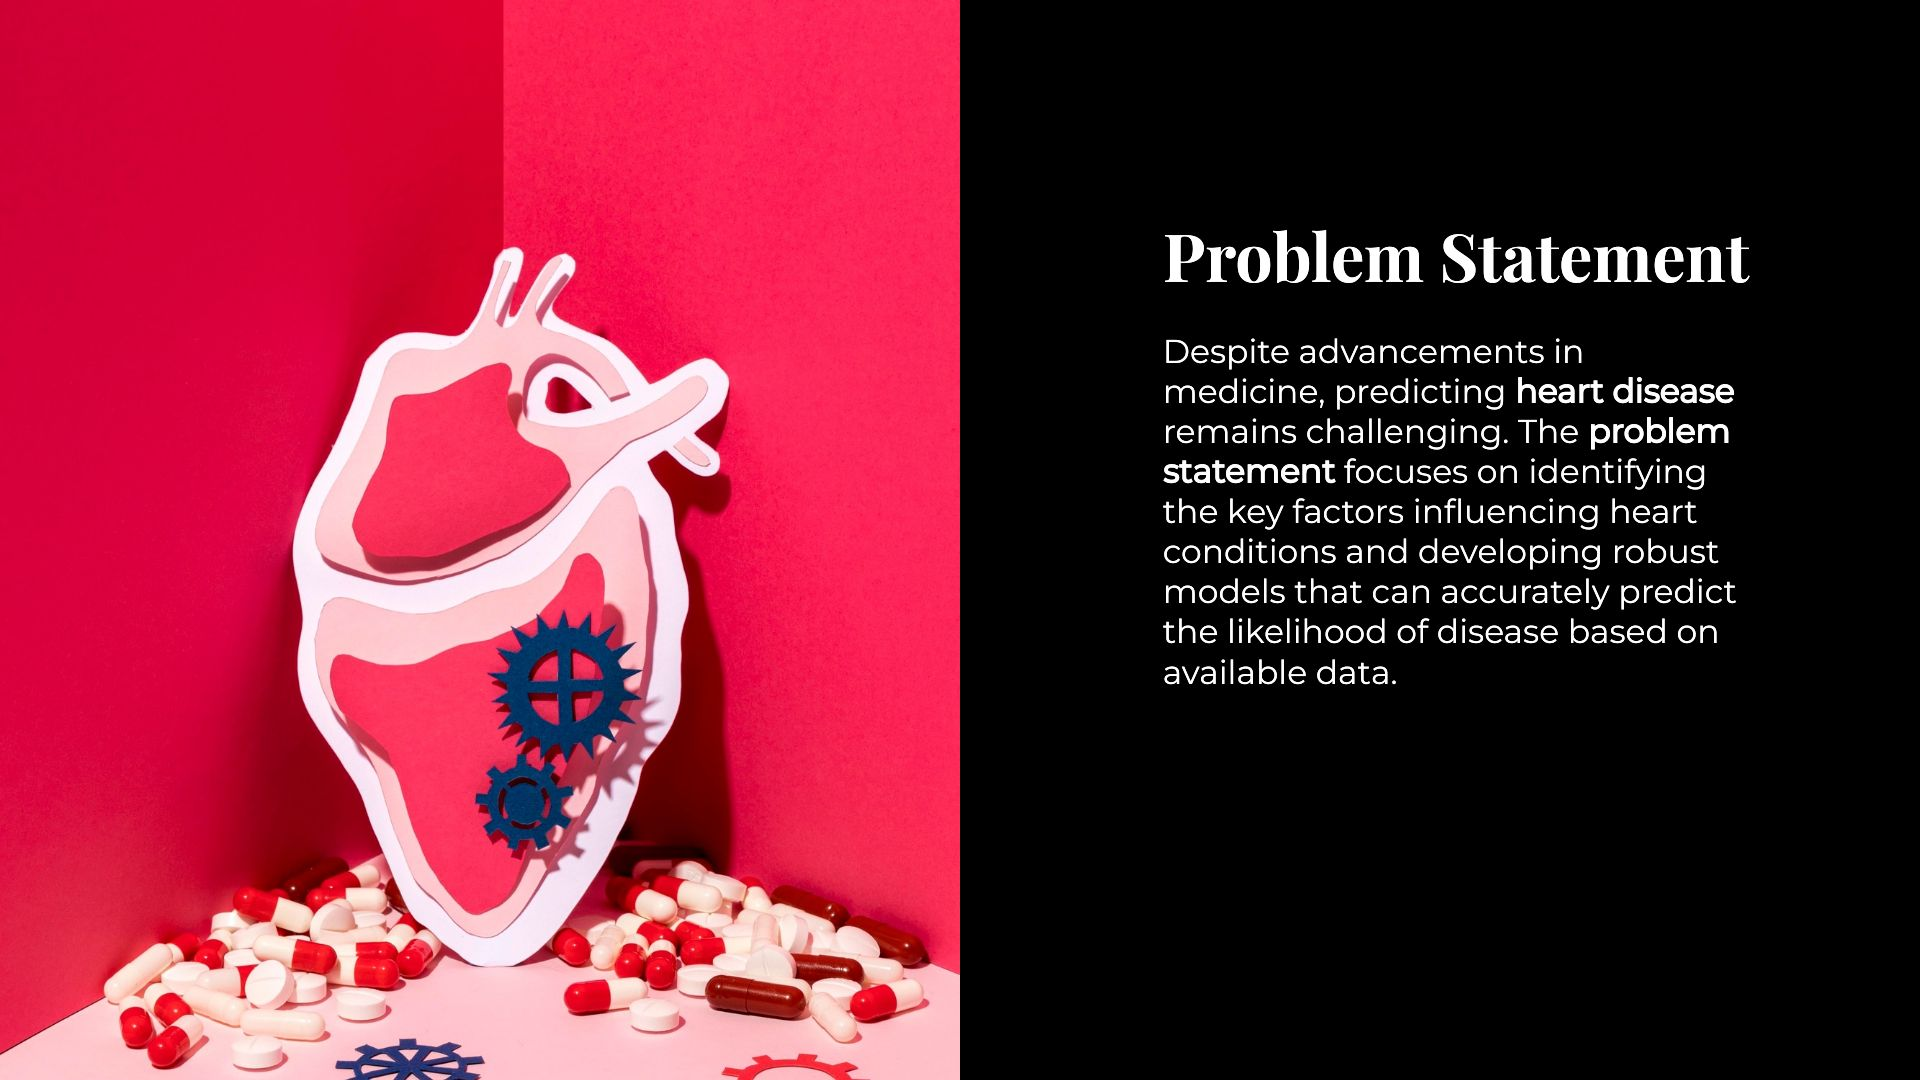 Problem Statement
Despite advancements in
medicine, predicting heart disease
remains challenging. The problem
statement focuses on identifying
the key factors influencing heart
conditions and developing robust
models that can accurately predict
the likelihood of disease based on
available data.